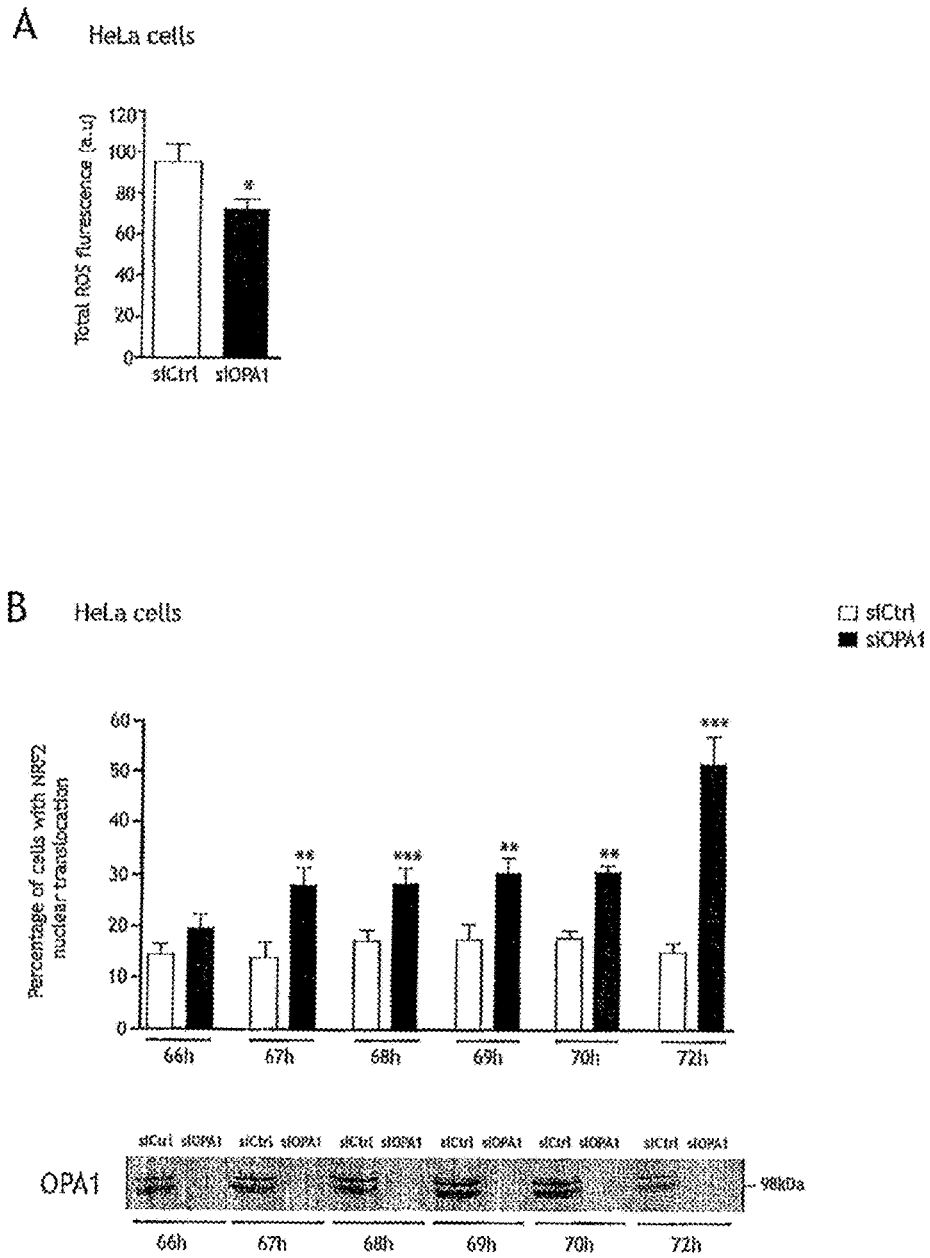 A
HeLa cells
Total ROS flurescence (a.u)
120
100
80
60
40
20
0
*
siCtrl siOPA1
B
HeLa cells
siCtrl
siOPA1
Percentage of cells with NRF2
nuclear translocation
60
50
40
30
20
10
0
** *** ** ** ***
66h 67h 68h 69h 70h 72h
siCtrl siOPA1 siCtrl siOPA1 siCtrl siOPA1 siCtrl siOPA1 siCtrl siOPA1 siCtrl siOPA1
OPA1
98kDa
66h 67h 68h 69h 70h 72h